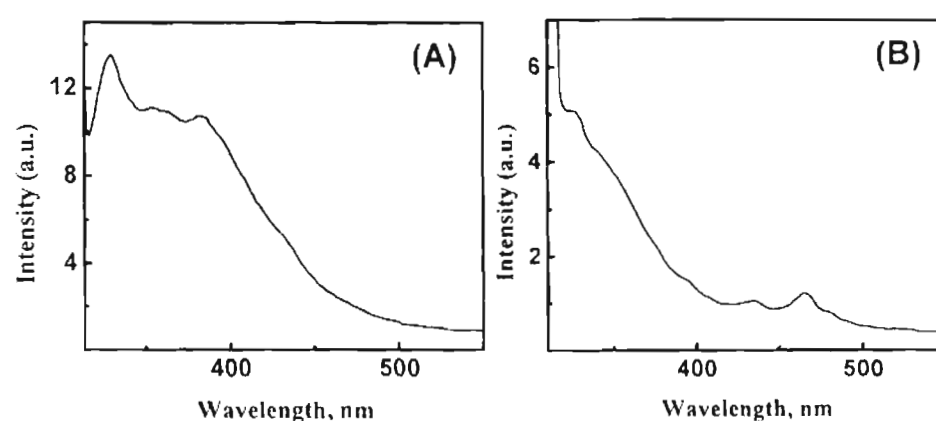 (A)
12
8
4
Intensity (a.u.)
400
500
Wavelength, nm
(B)
6
4
2
Intensity (a.u.)
400
500
Wavelength, nm